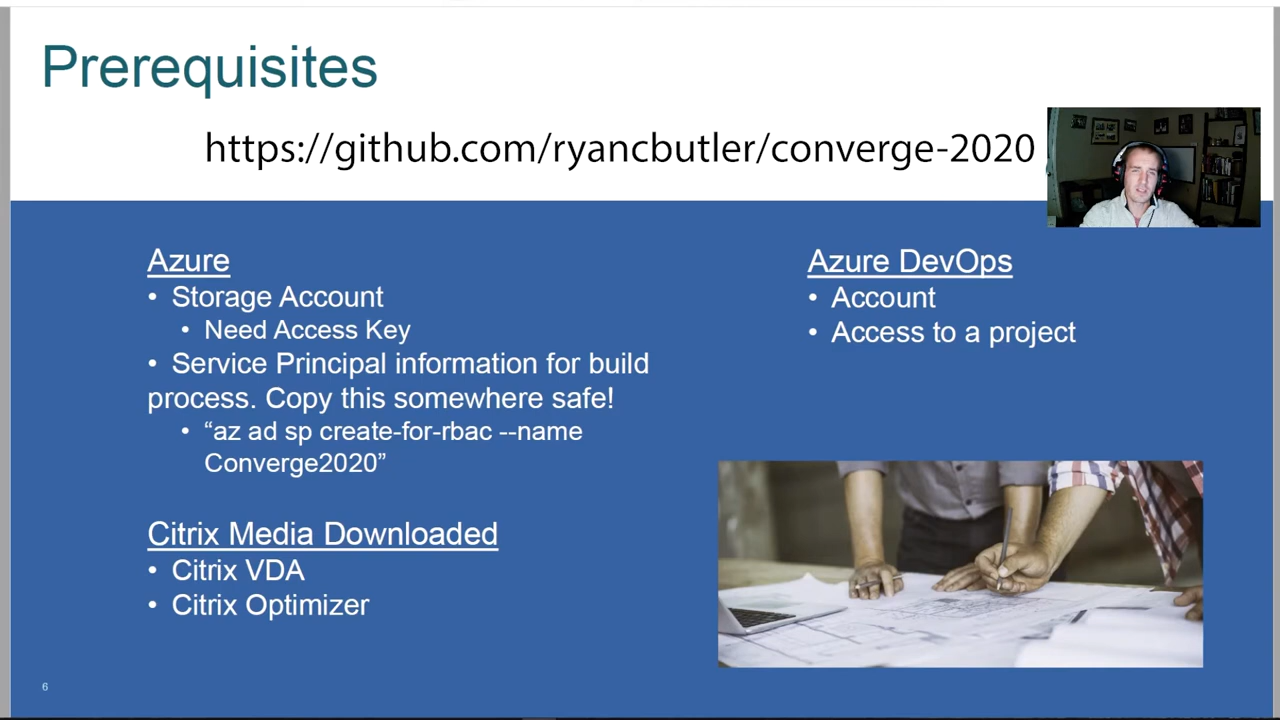 Prerequisites
https://github.com/ryancbutler/converge-2020
Azure
• Storage Account
• Need Access Key
• Service Principal information for build
process. Copy this somewhere safe!
• “az ad sp create-for-rbac --name
Converge2020”
Citrix Media Downloaded
• Citrix VDA
• Citrix Optimizer
Azure DevOps
• Account
• Access to a project
6